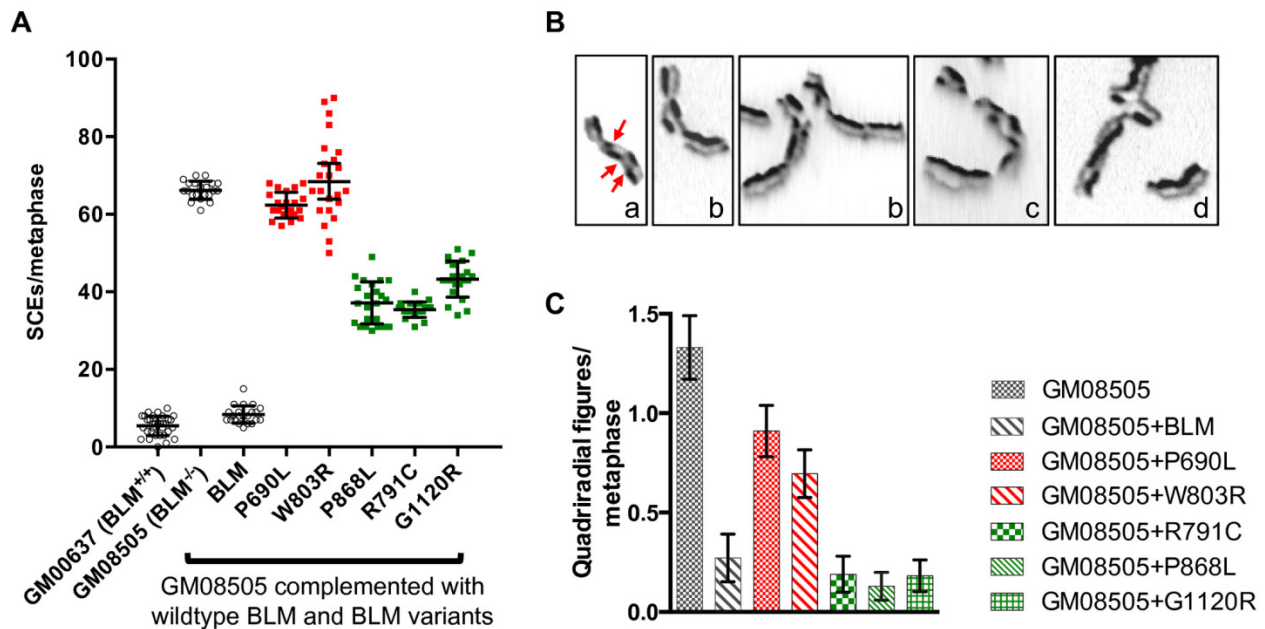 A
SCEs/metaphase
100
80
60
40
20
0
GM00637 (BLM+/+)
GM08505 (BLM-/-)
BLM
P690L
W803R
P868L
R791C
G1120R
GM08505 complemented with
wildtype BLM and BLM variants
B
a
b
b
c
d
C
Quadriradial figures/
metaphase
1.5
1.0
0.5
0.0
GM08505
GM08505+BLM
GM08505+P690L
GM08505+W803R
GM08505+R791C
GM08505+P868L
GM08505+G1120R